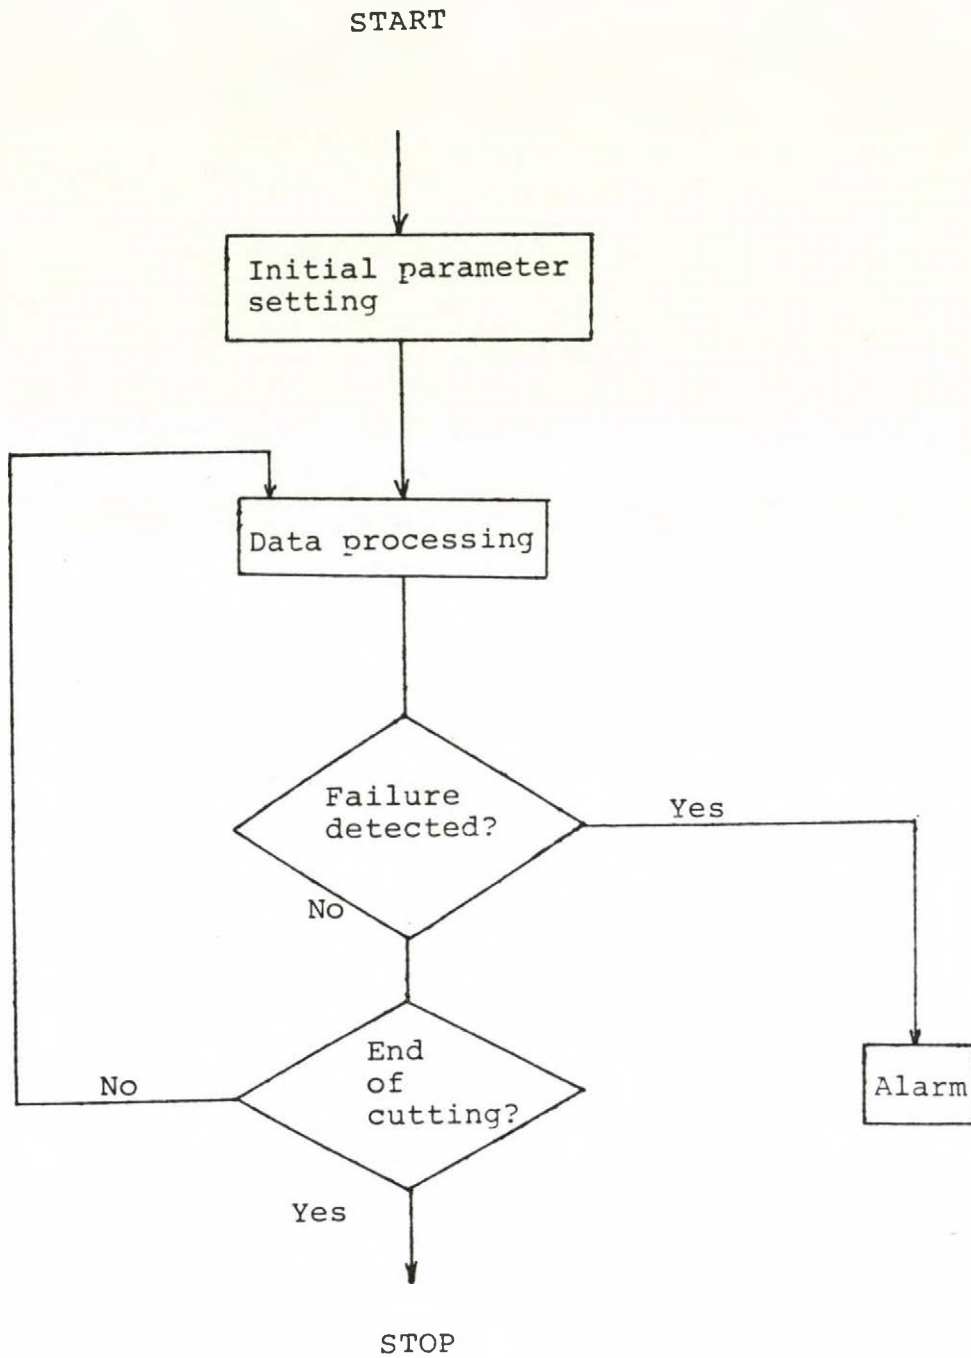 START
Initial parameter
setting
Data processing
Failure
detected?
Yes
No
End
of
cutting?
No
Alarm
Yes
STOP